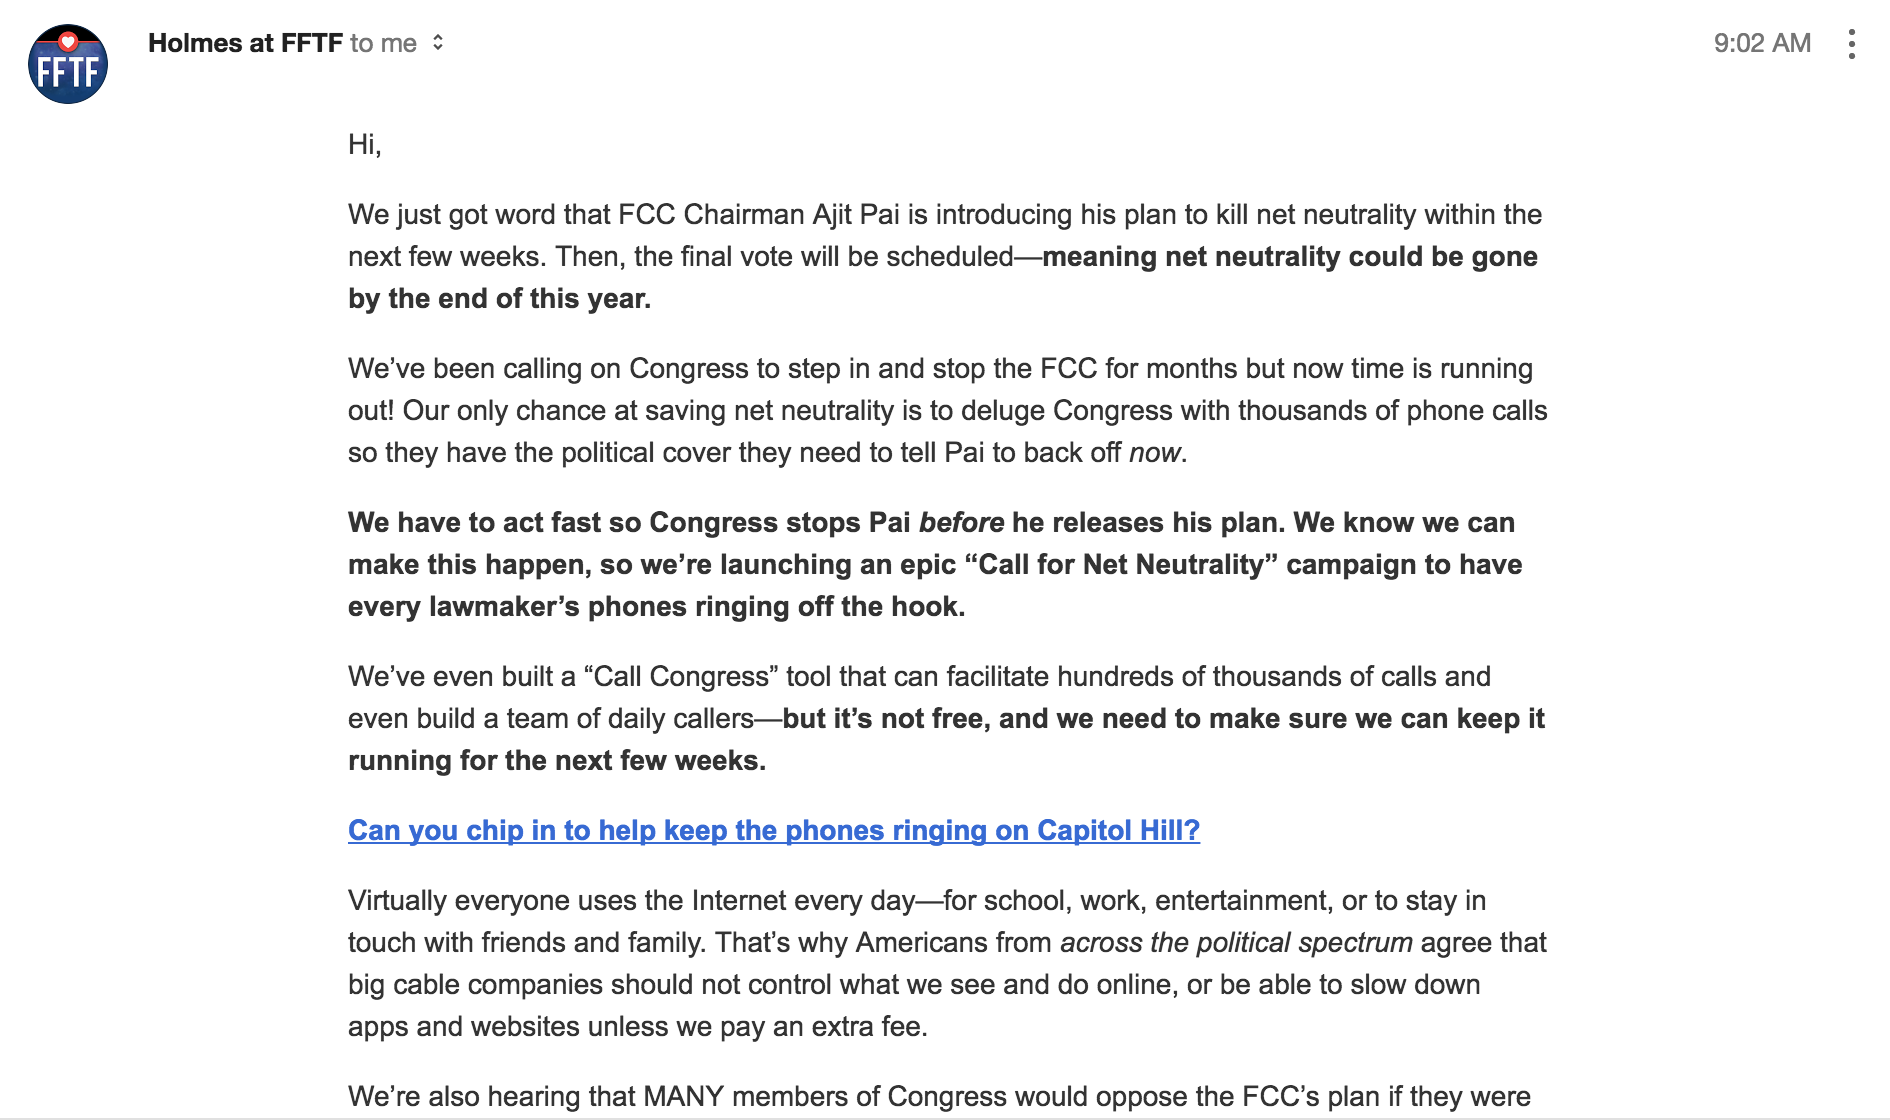 FFTF
Holmes at FFTF to me
9:02 AM
Hi,
We just got word that FCC Chairman Ajit Pai is introducing his plan to kill net neutrality within the
next few weeks. Then, the final vote will be scheduled—meaning net neutrality could be gone
by the end of this year.
We’ve been calling on Congress to step in and stop the FCC for months but now time is running
out! Our only chance at saving net neutrality is to deluge Congress with thousands of phone calls
so they have the political cover they need to tell Pai to back off now.
We have to act fast so Congress stops Pai before he releases his plan. We know we can
make this happen, so we’re launching an epic “Call for Net Neutrality” campaign to have
every lawmaker’s phones ringing off the hook.
We’ve even built a “Call Congress” tool that can facilitate hundreds of thousands of calls and
even build a team of daily callers—but it’s not free, and we need to make sure we can keep it
running for the next few weeks.
Can you chip in to help keep the phones ringing on Capitol Hill?
Virtually everyone uses the Internet every day—for school, work, entertainment, or to stay in
touch with friends and family. That’s why Americans from across the political spectrum agree that
big cable companies should not control what we see and do online, or be able to slow down
apps and websites unless we pay an extra fee.
We’re also hearing that MANY members of Congress would oppose the FCC’s plan if they were